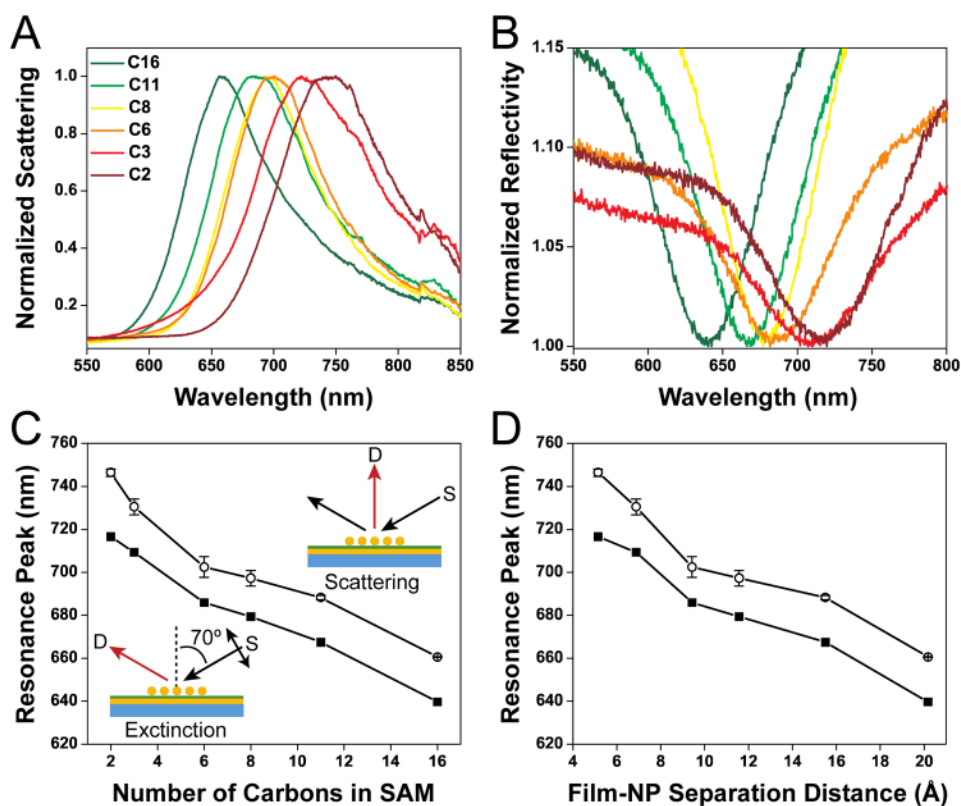 A
B
C16
C11
C8
C6
C3
C2
Normalized Scattering
1.0
0.8
0.6
0.4
0.2
550 600 650 700 750 800 850
Wavelength (nm)
Normalized Reflectivity
1.15
1.10
1.05
1.00
550 600 650 700 750 800
Wavelength (nm)
C
D
Resonance Peak (nm)
760
740
720
700
680
660
640
620
D
S
Scattering
D
70º
S
Exctinction
2 4 6 8 10 12 14 16
Number of Carbons in SAM
Resonance Peak (nm)
760
740
720
700
680
660
640
620
4 6 8 10 12 14 16 18 20
Film-NP Separation Distance (Å)